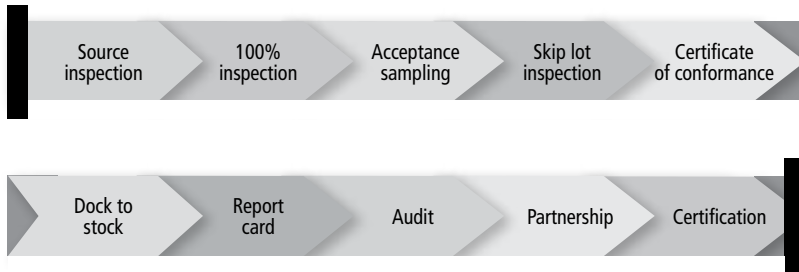 Source
inspection
100%
inspection
Acceptance
sampling
Skip lot
inspection
Certificate
of conformance
Dock to
stock
Report
card
Audit
Partnership
Certification